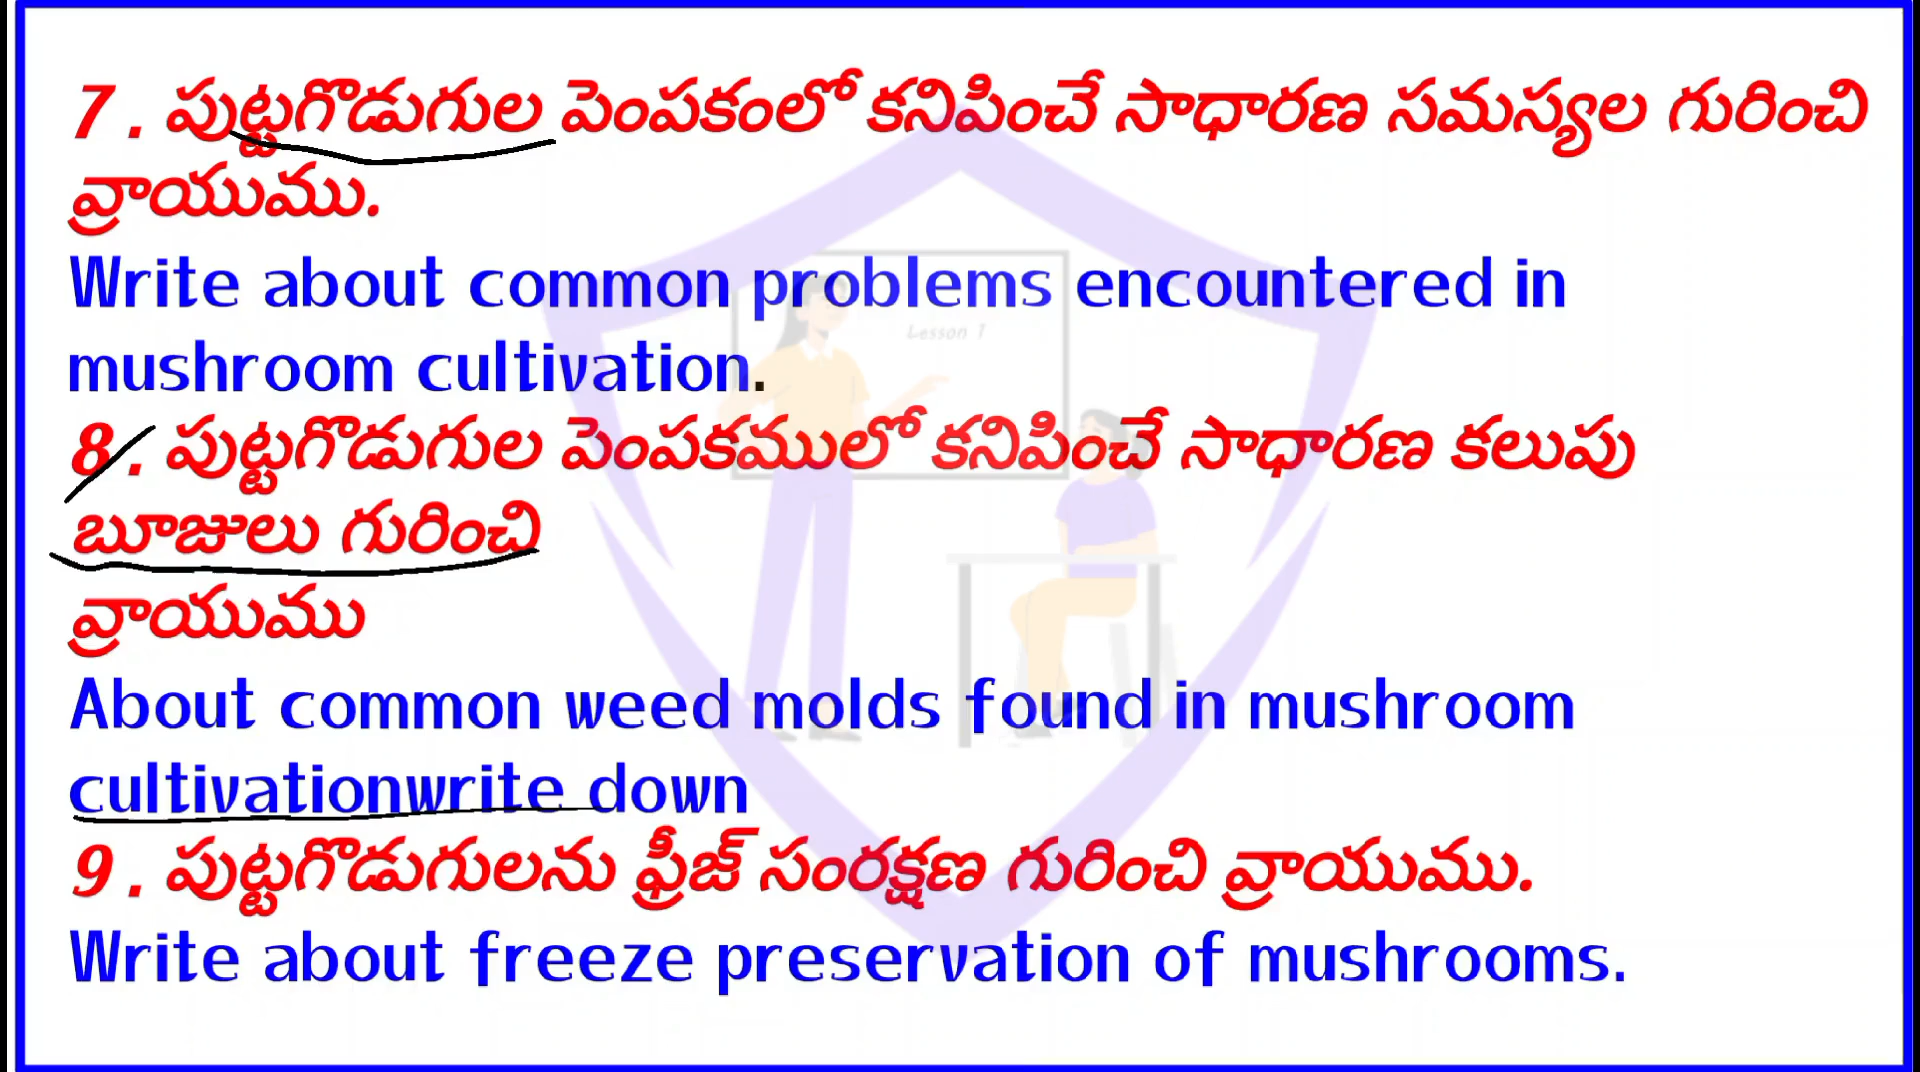 7 . పుట్టగొడుగుల పెంపకంలో కనిపించే సాధారణ సమస్యల గురించి
వ్రాయుము.
Write about common problems encountered in
mushroom cultivation.
Lesson 1
8 . పుట్టగొడుగుల పెంపకములో కనిపించే సాధారణ కలుపు
బూజులు గురించి
వ్రాయుము
About common weed molds found in mushroom
cultivationwrite down
9 . పుట్టగొడుగులను ఫ్రీజ్ సంరక్షణ గురించి వ్రాయుము.
Write about freeze preservation of mushrooms.